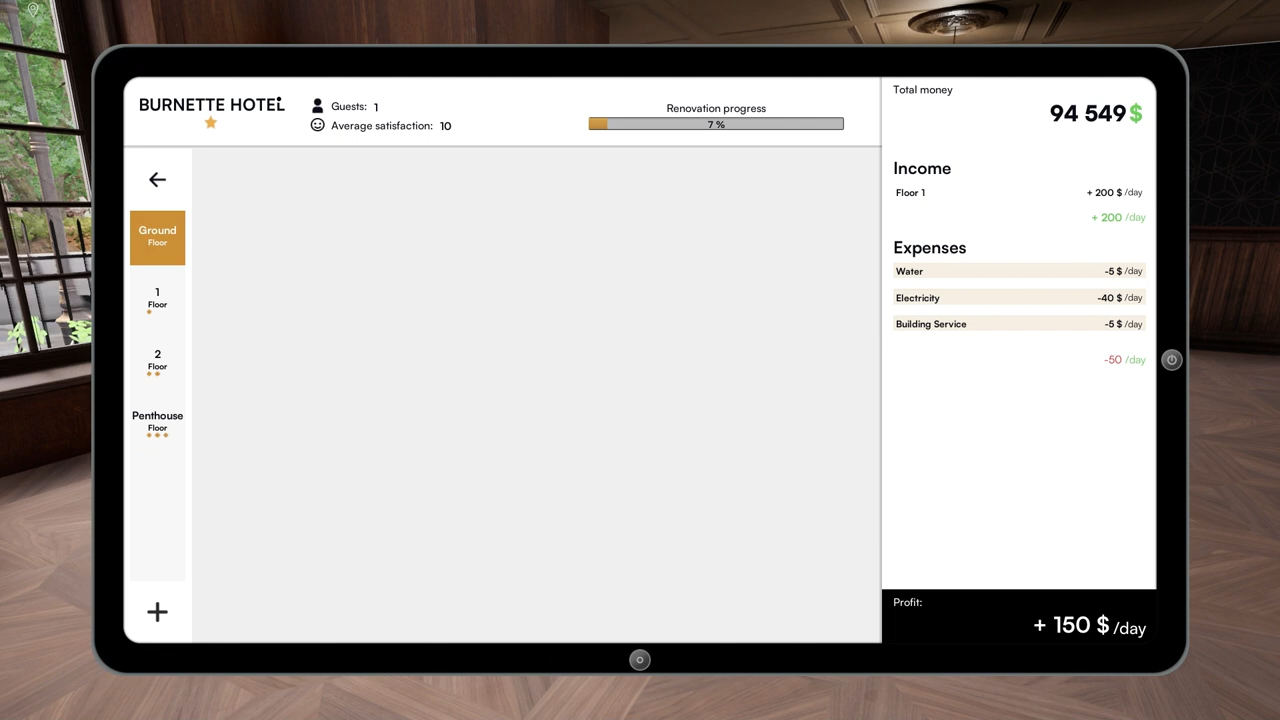 BURNETTE HOTEL
Guests: 1
Average satisfaction: 10
Renovation progress
7 %
Ground
Floor
1
Floor
2
Floor
Penthouse
Floor
Total money
94 549 $
Income
Floor 1 + 200 $ /day
+ 200 /day
Expenses
Water -5 $ /day
Electricity -40 $ /day
Building Service -5 $ /day
-50 /day
Profit:
+ 150 $ /day